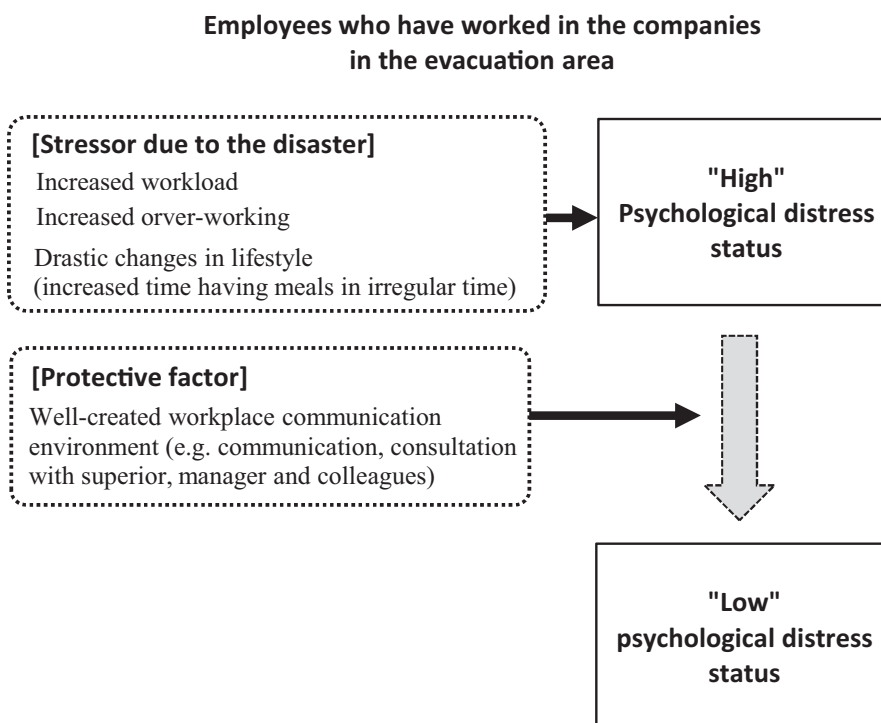 Employees who have worked in the companies
in the evacuation area
[Stressor due to the disaster]
Increased workload
Increased orver-working
Drastic changes in lifestyle
(increased time having meals in irregular time)
"High"
Psychological distress
status
[Protective factor]
Well-created workplace communication
environment (e.g. communication, consultation
with superior, manager and colleagues)
"Low"
psychological distress
status